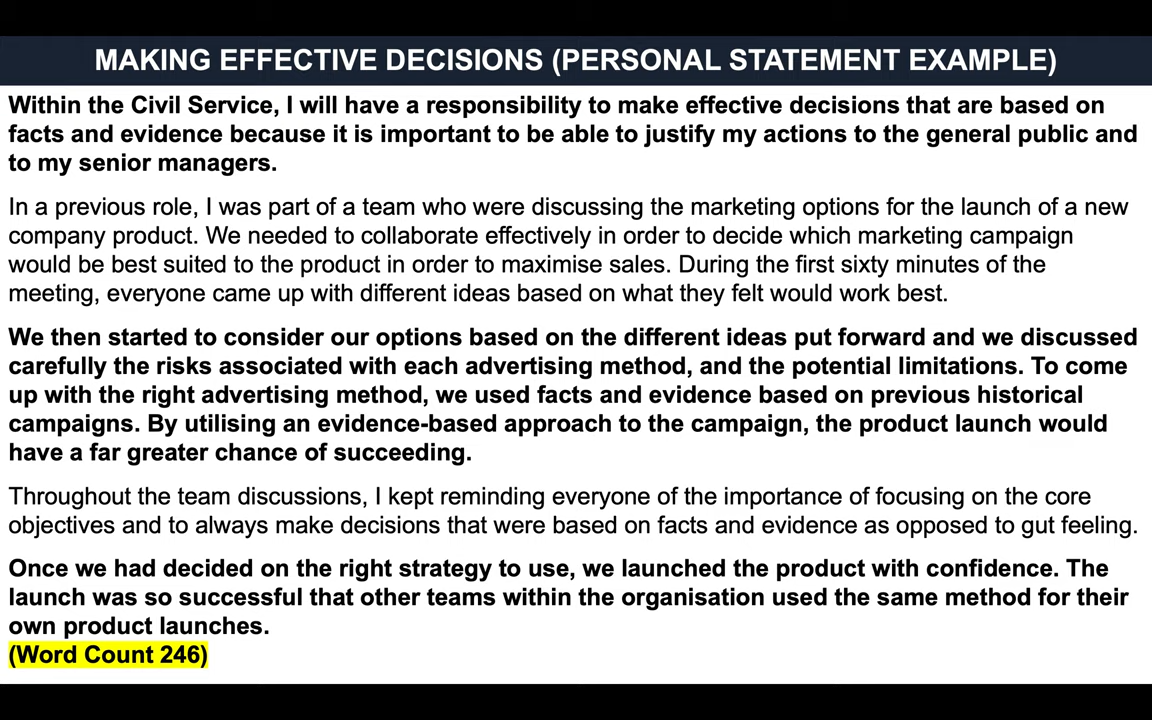 MAKING EFFECTIVE DECISIONS (PERSONAL STATEMENT EXAMPLE)
Within the Civil Service, I will have a responsibility to make effective decisions that are based on
facts and evidence because it is important to be able to justify my actions to the general public and
to my senior managers.
In a previous role, I was part of a team who were discussing the marketing options for the launch of a new
company product. We needed to collaborate effectively in order to decide which marketing campaign
would be best suited to the product in order to maximise sales. During the first sixty minutes of the
meeting, everyone came up with different ideas based on what they felt would work best.
We then started to consider our options based on the different ideas put forward and we discussed
carefully the risks associated with each advertising method, and the potential limitations. To come
up with the right advertising method, we used facts and evidence based on previous historical
campaigns. By utilising an evidence-based approach to the campaign, the product launch would
have a far greater chance of succeeding.
Throughout the team discussions, I kept reminding everyone of the importance of focusing on the core
objectives and to always make decisions that were based on facts and evidence as opposed to gut feeling.
Once we had decided on the right strategy to use, we launched the product with confidence. The
launch was so successful that other teams within the organisation used the same method for their
own product launches.
(Word Count 246)